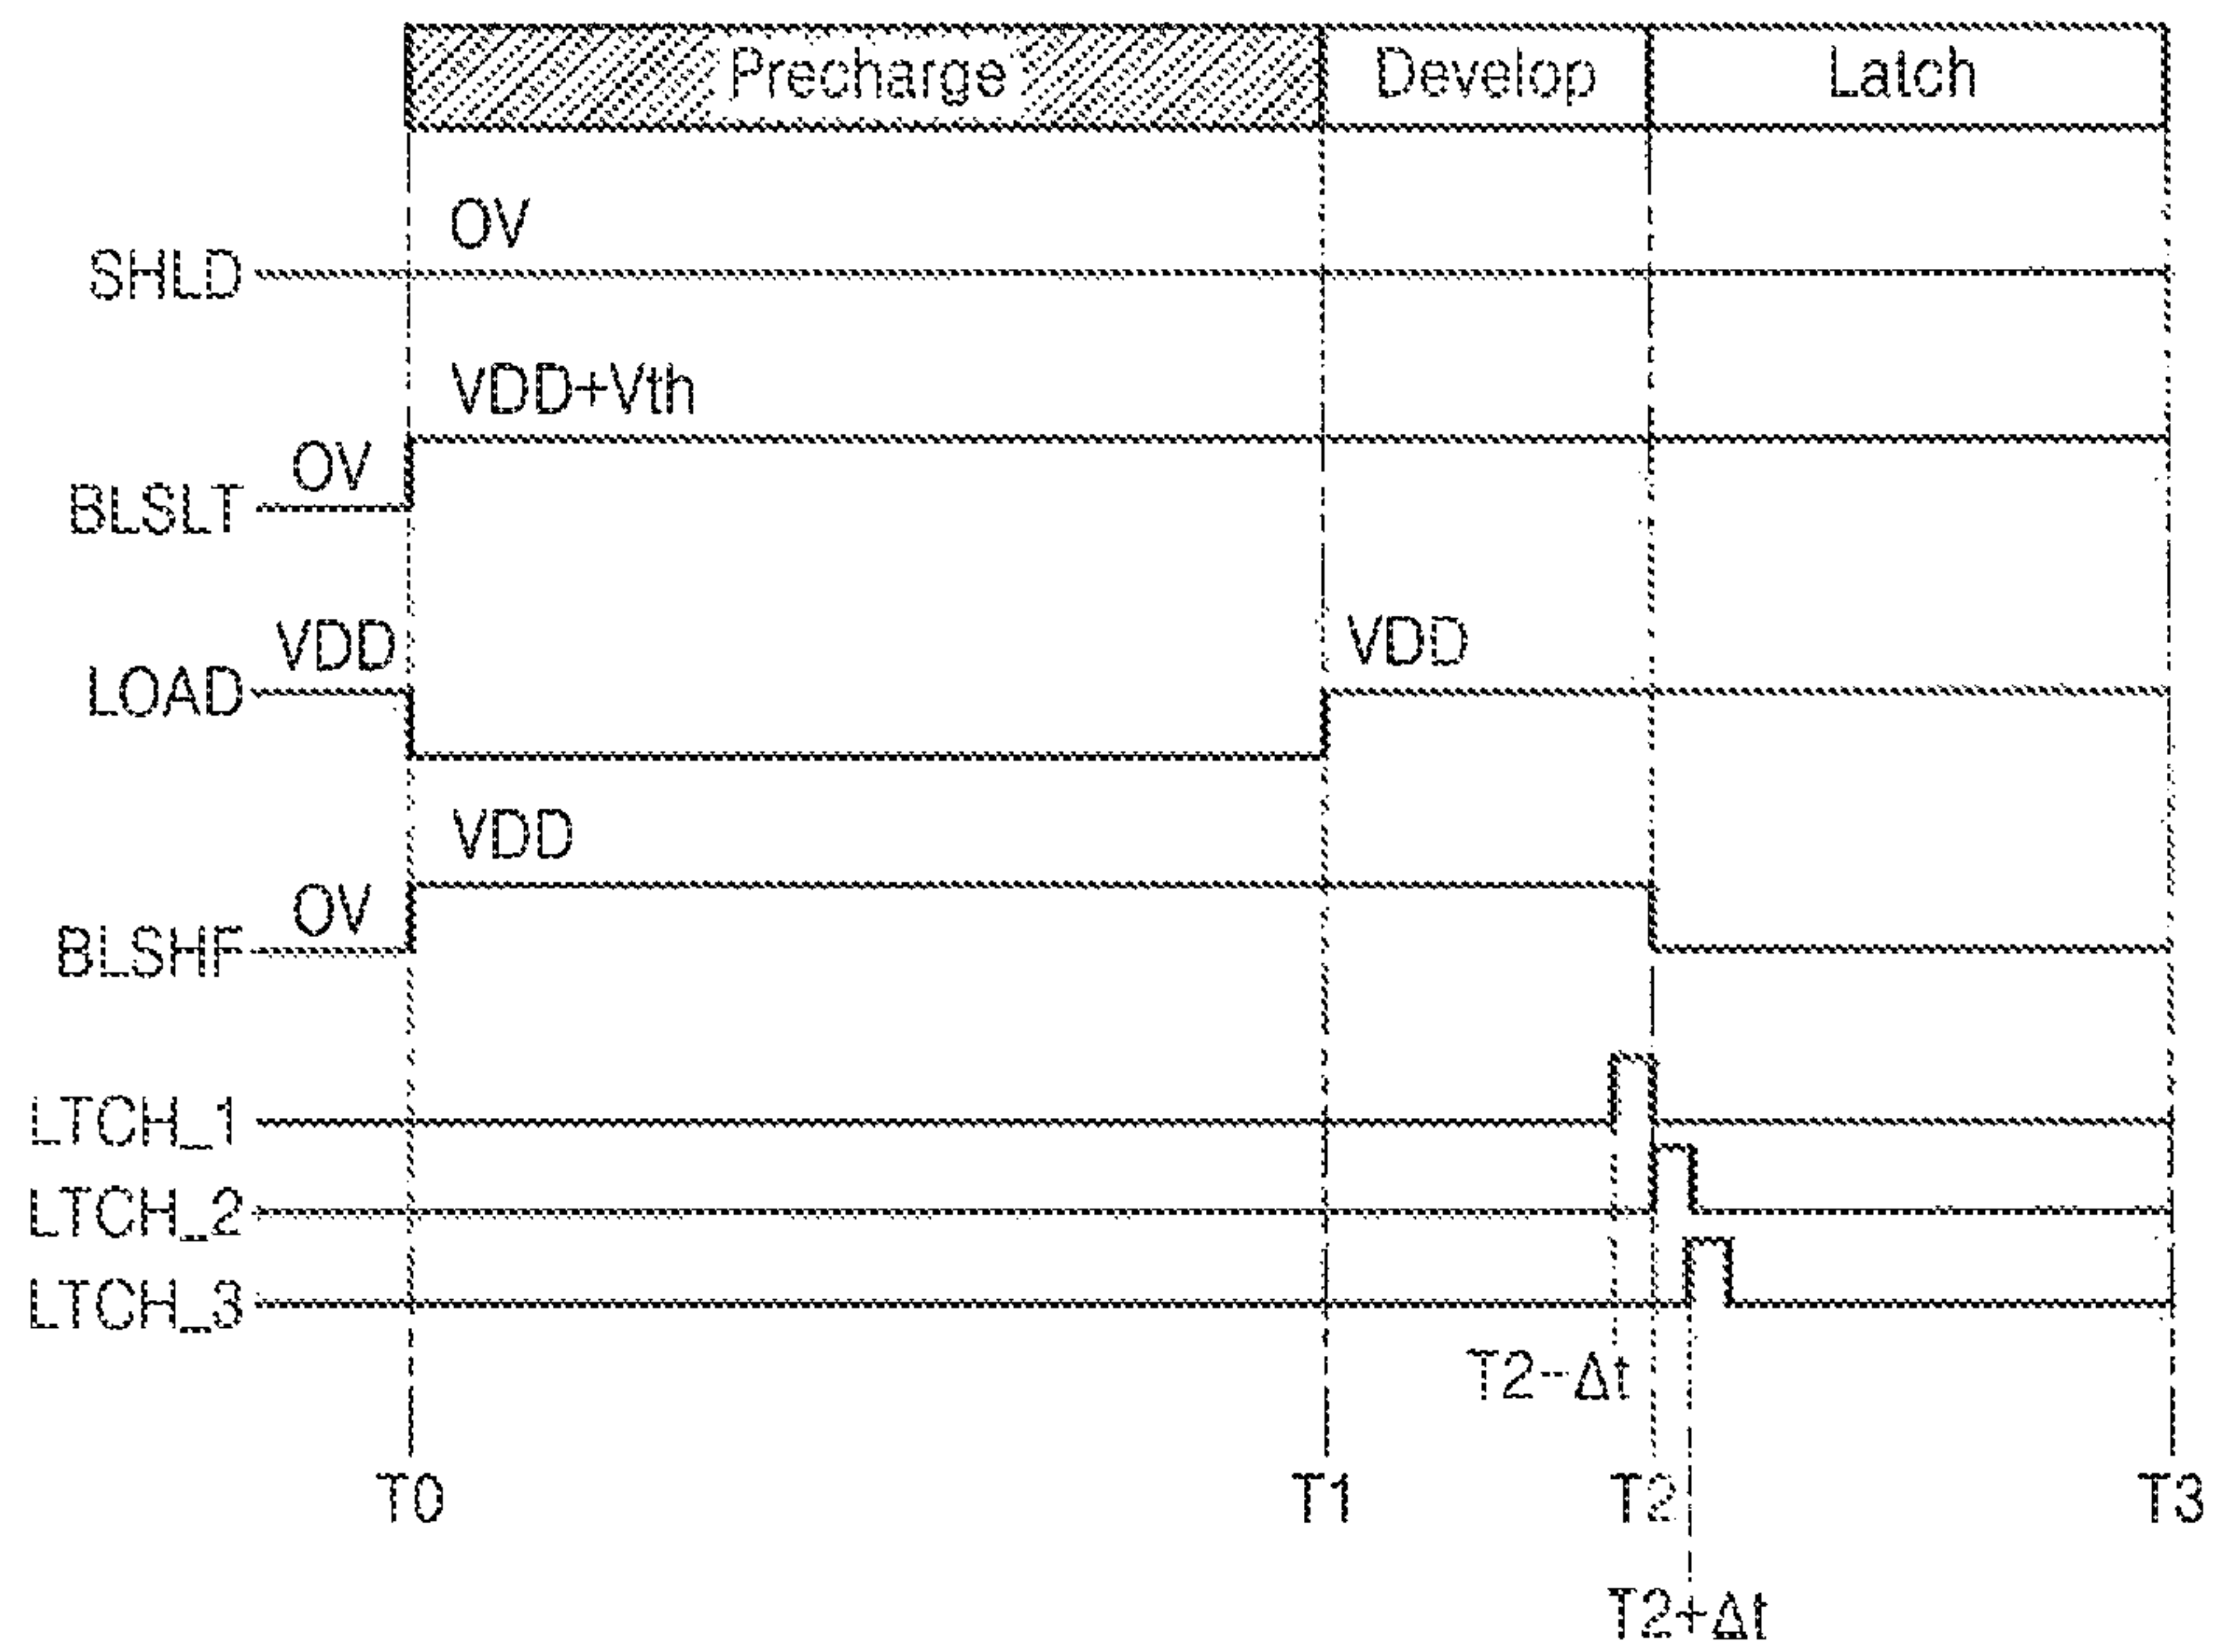 Precharge Develop Latch
0V
SHLD
VDD+Vth
0V
BLSLT
VDD VDD
LOAD
VDD
0V
BLSHF
LTCH_1
LTCH_2
LTCH_3
T2-Δt
T0 T1 T2 T3
T2+Δt